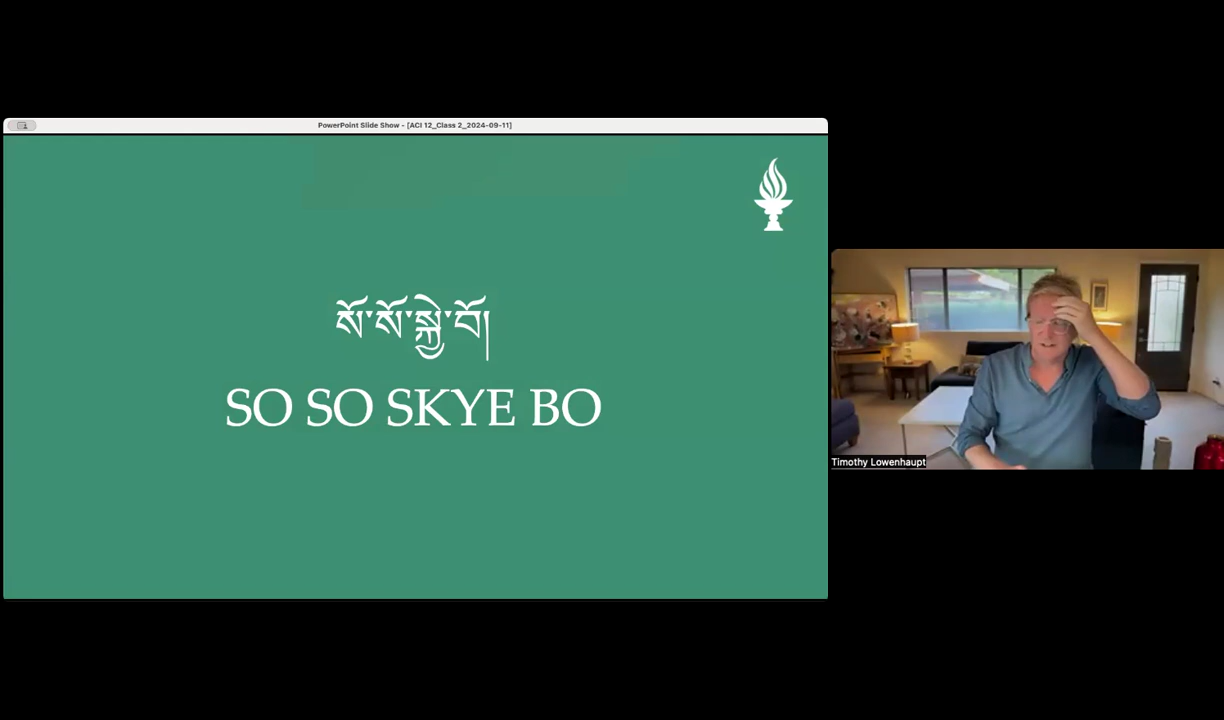 PowerPoint Slide Show - [ACI 12_Class 2_2024-09-11]
སོ་སོ་སྐྱེ་བོ།
SO SO SKYE BO
Timothy Lowenhaupt